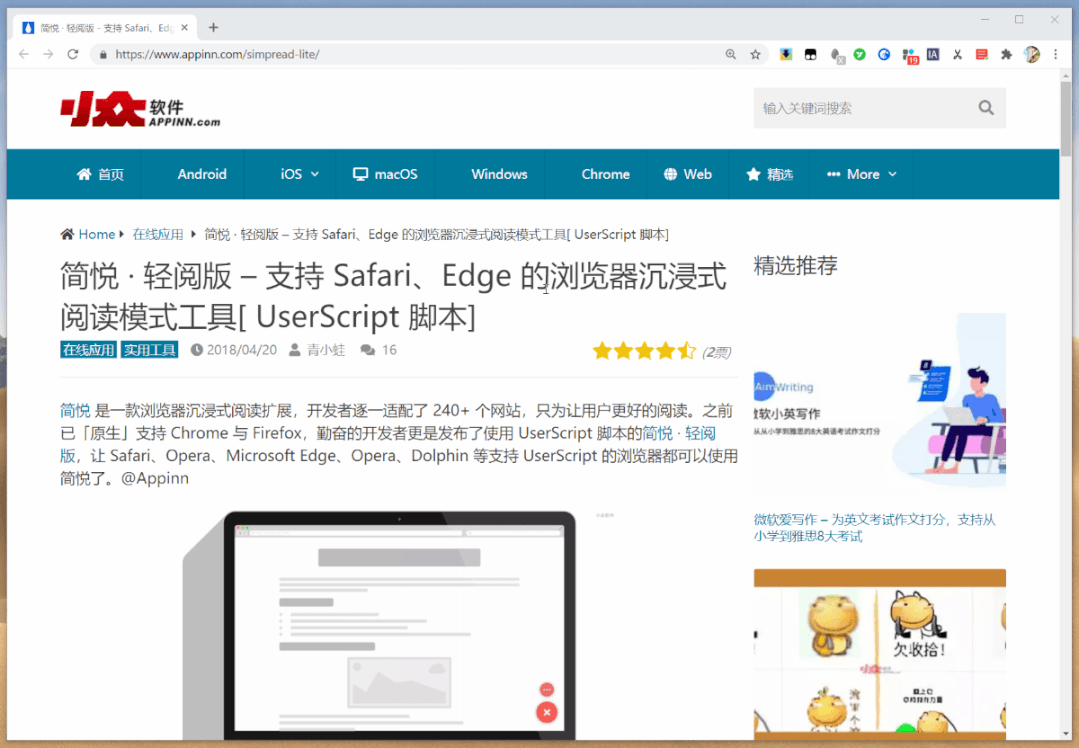 简悦 · 轻阅版 - 支持 Safari、Edg
https://www.appinn.com/simpread-lite/
19
IA
小众软件
APPINN.com
输入关键词搜索
首页 Android iOS macOS Windows Chrome Web 精选 More
Home 在线应用 简悦 · 轻阅版 – 支持 Safari、Edge 的浏览器沉浸式阅读模式工具[ UserScript 脚本]
简悦 · 轻阅版 – 支持 Safari、Edge 的浏览器沉浸式
阅读模式工具[ UserScript 脚本]
在线应用 实用工具 2018/04/20 青小蛙 16 (2票)
简悦 是一款浏览器沉浸式阅读扩展，开发者逐一适配了 240+ 个网站，只为让用户更好的阅读。之前
已「原生」支持 Chrome 与 Firefox，勤奋的开发者更是发布了使用 UserScript 脚本的简悦 · 轻阅
版，让 Safari、Opera、Microsoft Edge、Opera、Dolphin 等支持 UserScript 的浏览器都可以使用
简悦了。@Appinn
精选推荐
AimWriting
微软小英写作
从从小学到雅思的8大英语考试作文打分
微软爱写作 – 为英文考试作文打分，支持从
小学到雅思8大考试
欠收拾!